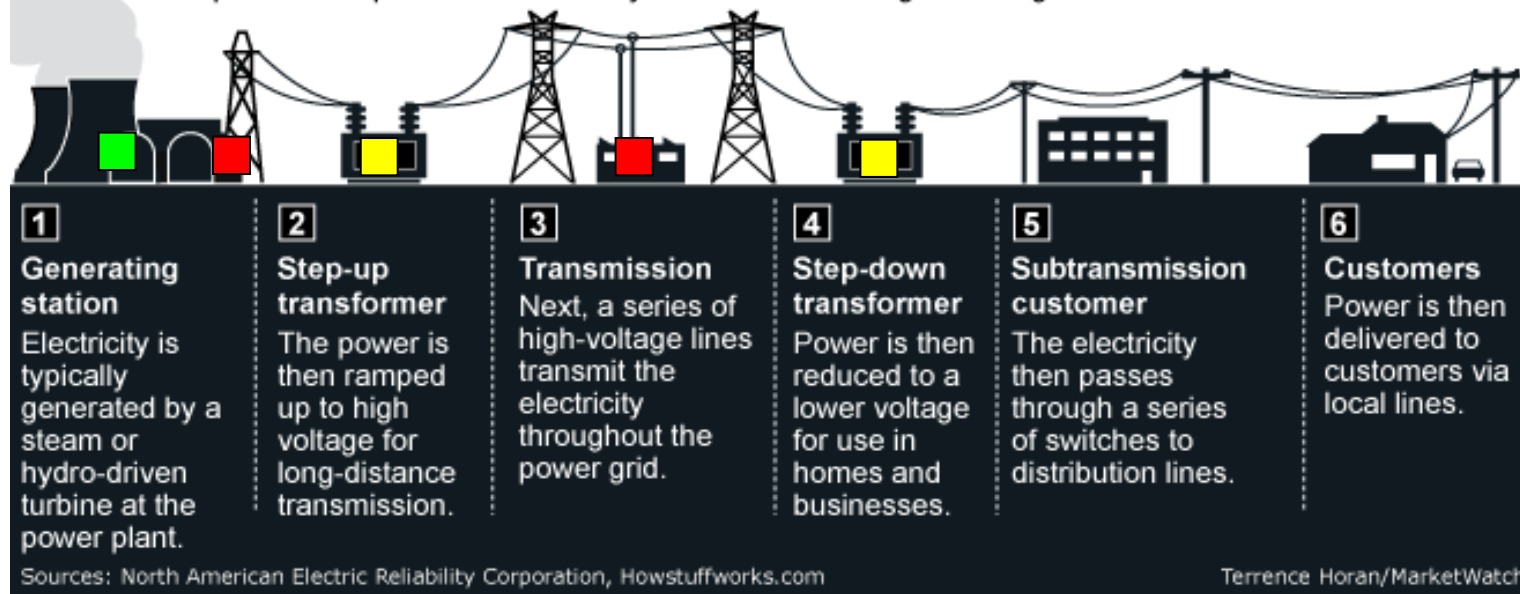 1
Generating
station
Electricity is
typically
generated by a
steam or
hydro-driven
turbine at the
power plant.
2
Step-up
transformer
The power is
then ramped
up to high
voltage for
long-distance
transmission.
3
Transmission
Next, a series of
high-voltage lines
transmit the
electricity
throughout the
power grid.
4
Step-down
transformer
Power is then
reduced to a
lower voltage
for use in
homes and
businesses.
5
Subtransmission
customer
The electricity
then passes
through a series
of switches to
distribution lines.
6
Customers
Power is then
delivered to
customers via
local lines.
Sources: North American Electric Reliability Corporation, Howstuffworks.com
Terrence Horan/MarketWatch